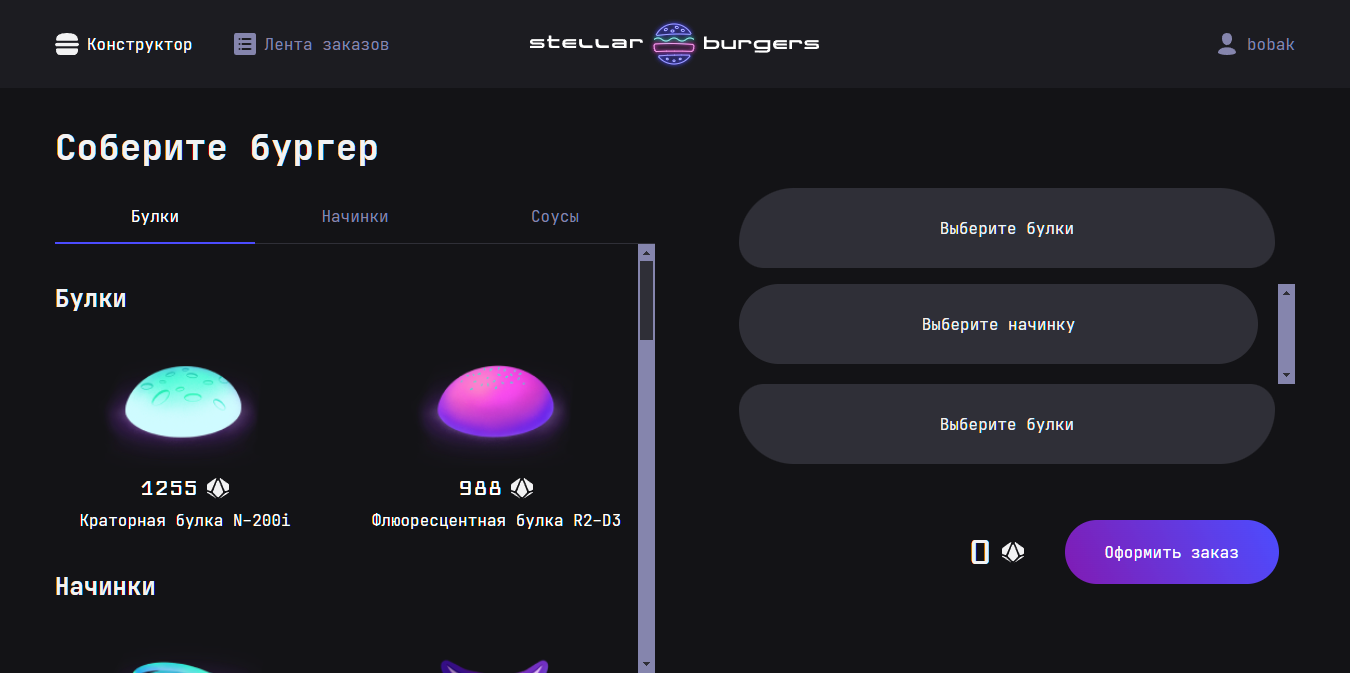 Конструктор
Лента заказов
stellar burgers
bobak
Соберите бургер
Булки
Начинки
Соусы
Булки
1255
Краторная булка N-200i
988
Флюоресцентная булка R2-D3
Начинки
Выберите булки
Выберите начинку
Выберите булки
0
Оформить заказ